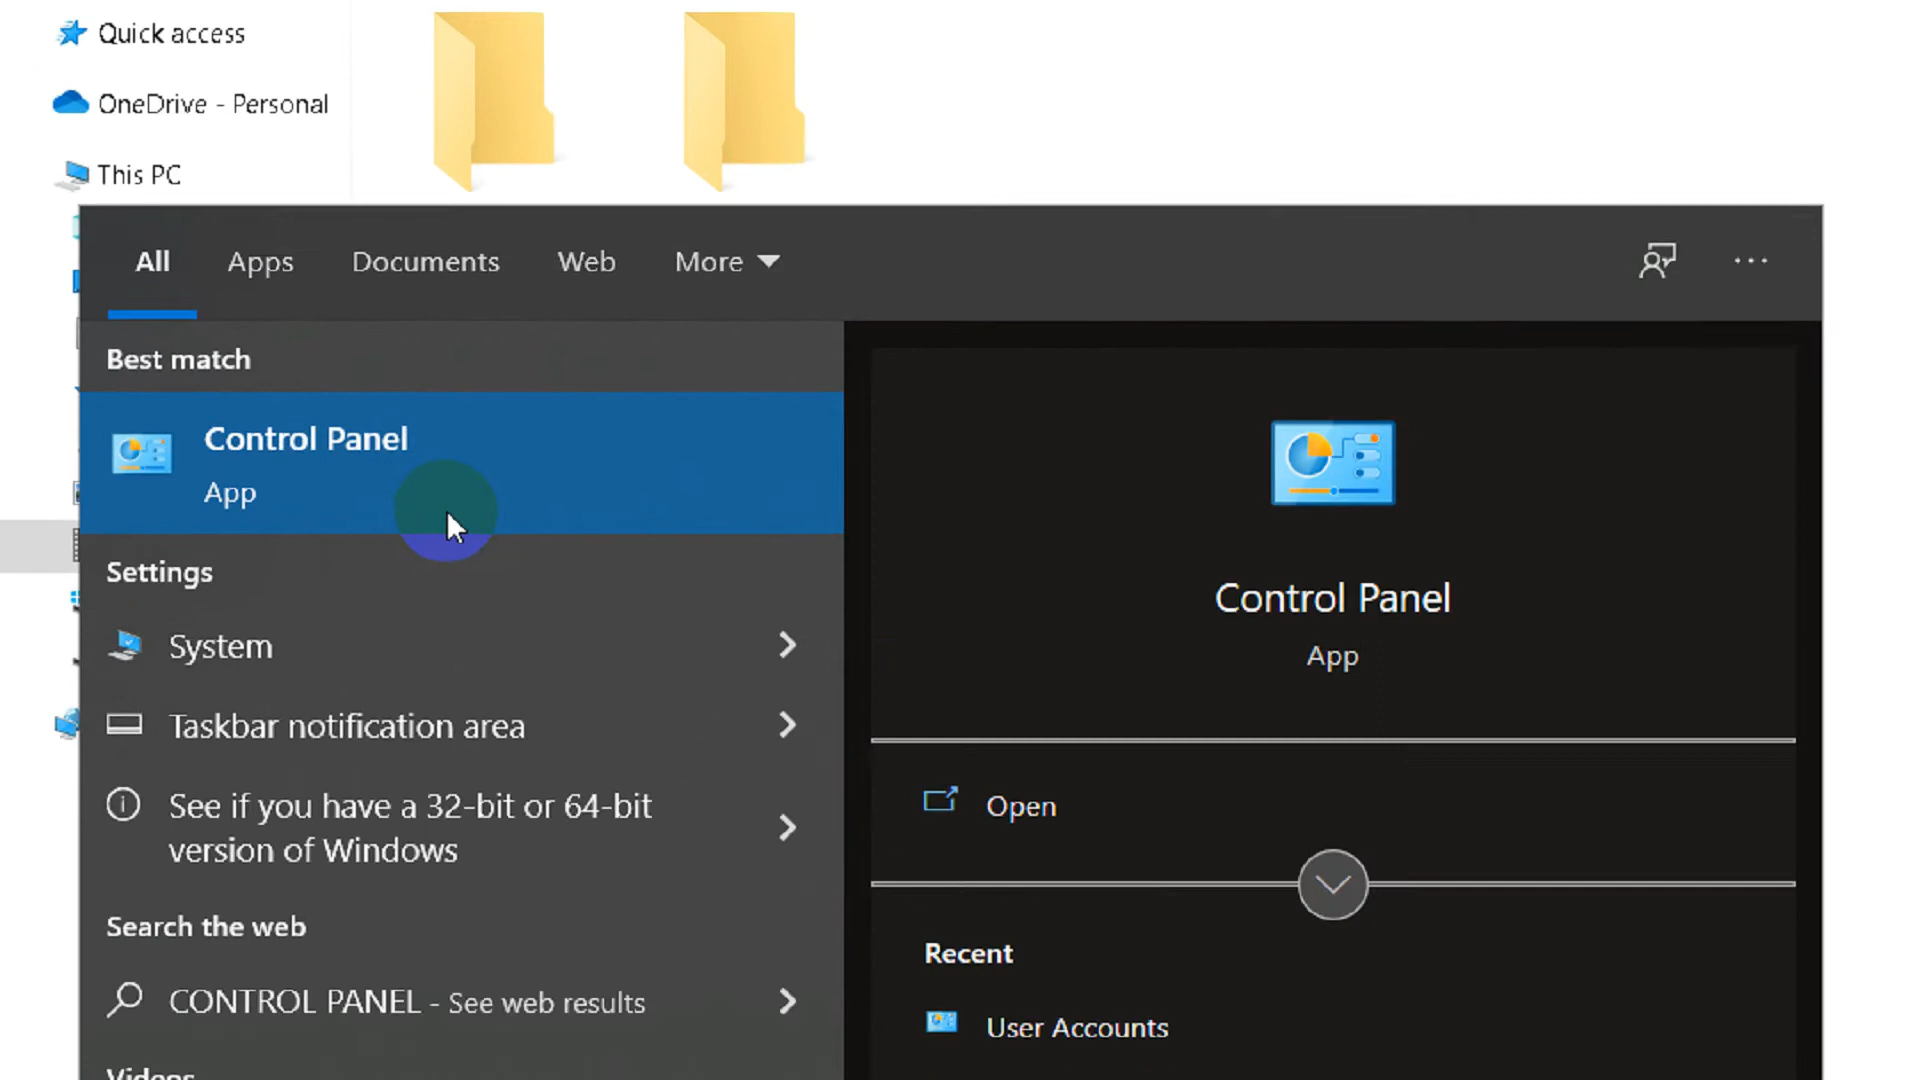 Quick access
OneDrive - Personal
This PC
All Apps Documents Web More
Best match
Control Panel
App
Settings
System
Taskbar notification area
See if you have a 32-bit or 64-bit
version of Windows
Search the web
CONTROL PANEL - See web results
Videos
Control Panel
App
Open
Recent
User Accounts